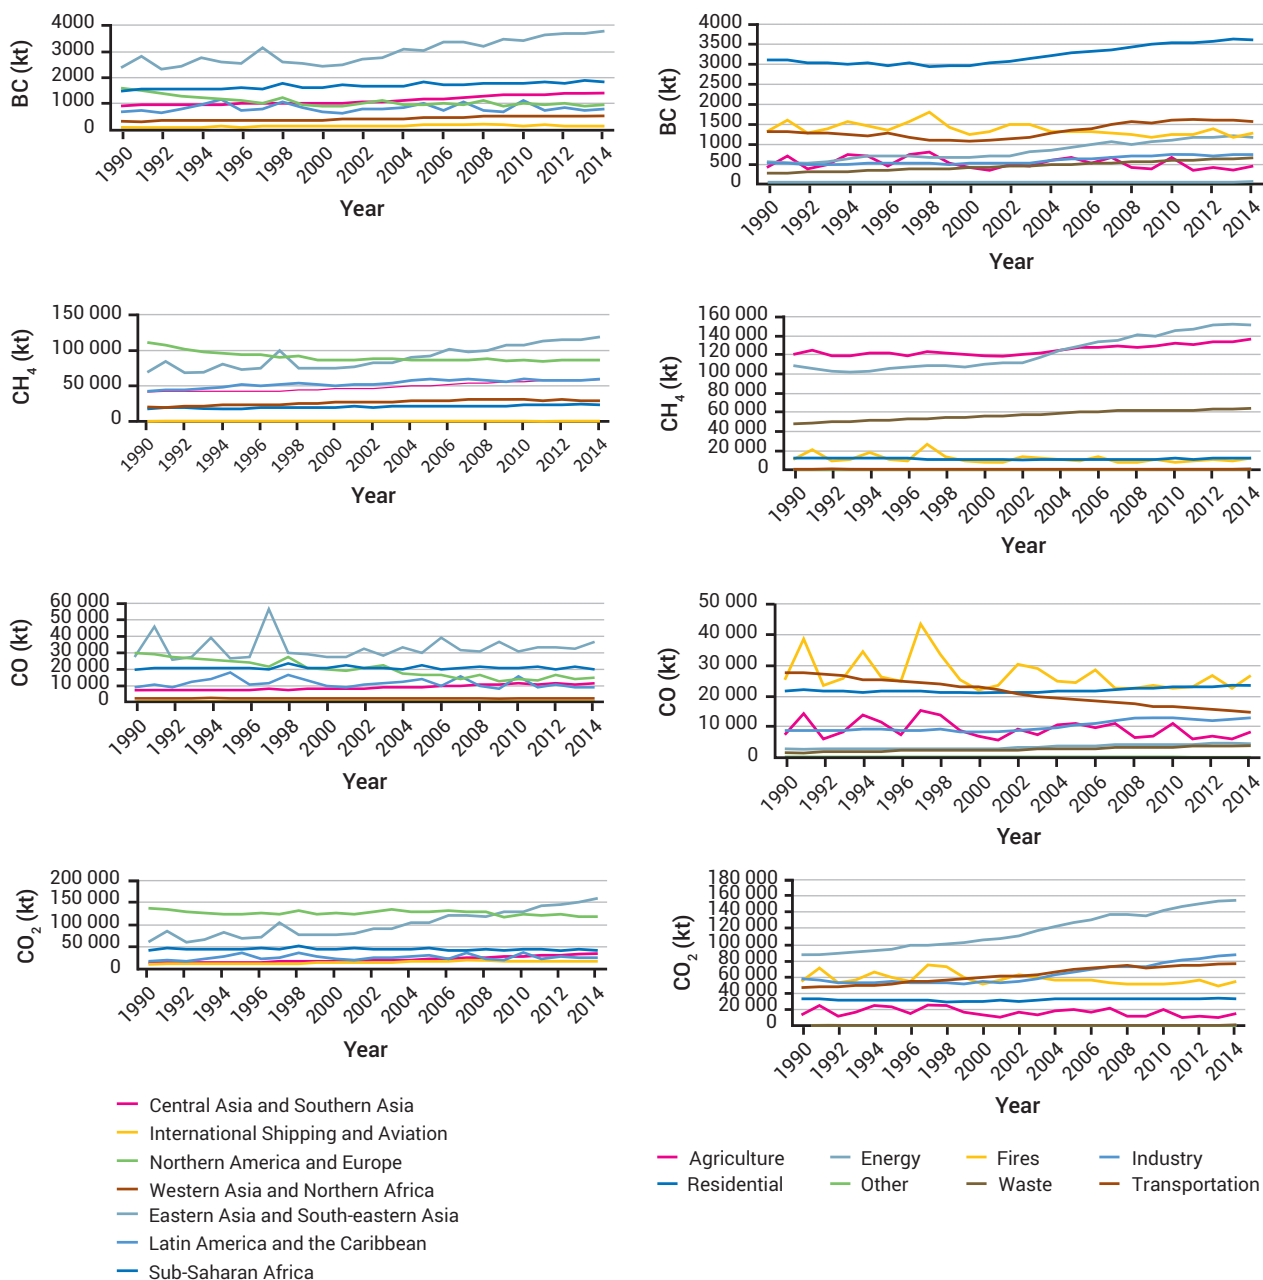 BC (kt)
4000
3000
2000
1000
0
1990 1992 1994 1996 1998 2000 2002 2004 2006 2008 2010 2012 2014
Year
BC (kt)
4000
3500
3000
2500
2000
1500
1000
500
0
1990 1992 1994 1996 1998 2000 2002 2004 2006 2008 2010 2012 2014
Year
CH4 (kt)
150 000
100 000
50 000
0
1990 1992 1994 1996 1998 2000 2002 2004 2006 2008 2010 2012 2014
Year
CH4 (kt)
160 000
140 000
120 000
100 000
80 000
60 000
40 000
20 000
0
1990 1992 1994 1996 1998 2000 2002 2004 2006 2008 2010 2012 2014
Year
CO (kt)
60 000
50 000
40 000
30 000
20 000
10 000
0
1990 1992 1994 1996 1998 2000 2002 2004 2006 2008 2010 2012 2014
Year
CO (kt)
50 000
40 000
30 000
20 000
10 000
0
1990 1992 1994 1996 1998 2000 2002 2004 2006 2008 2010 2012 2014
Year
CO2 (kt)
200 000
150 000
100 000
50 000
0
1990 1992 1994 1996 1998 2000 2002 2004 2006 2008 2010 2012 2014
Year
CO2 (kt)
180 000
160 000
140 000
120 000
100 000
80 000
60 000
40 000
20 000
0
1990 1992 1994 1996 1998 2000 2002 2004 2006 2008 2010 2012 2014
Year
Central Asia and Southern Asia
International Shipping and Aviation
Northern America and Europe
Western Asia and Northern Africa
Eastern Asia and South-eastern Asia
Latin America and the Caribbean
Sub-Saharan Africa
Agriculture Energy Fires Industry
Residential Other Waste Transportation